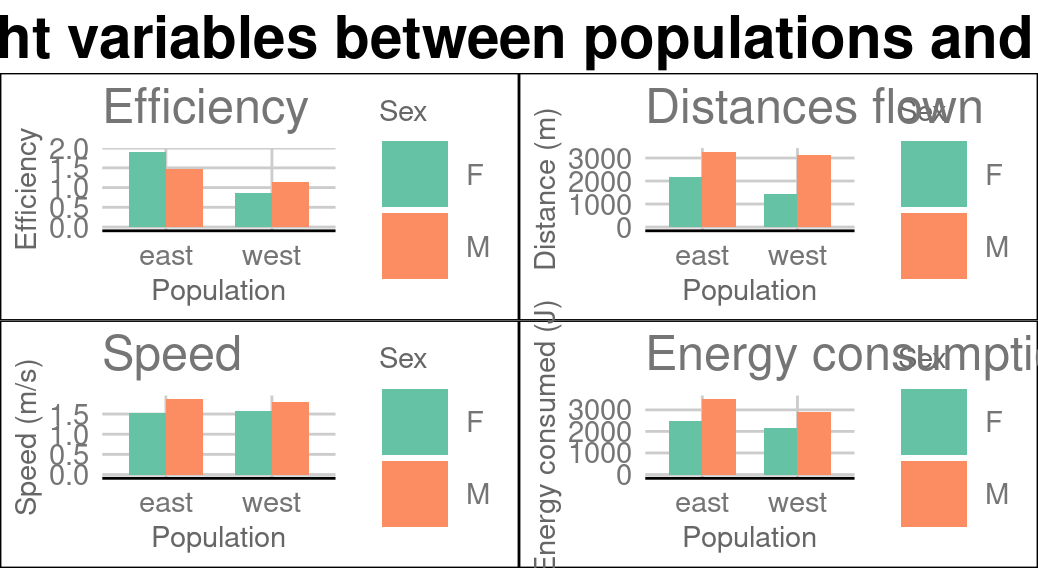 ht variables between populations and
Efficiency
Sex
Efficiency
2.0
1.5
1.0
0.5
0.0
F
M
east west
Population
Distances flown
Sex
Distance (m)
3000
2000
1000
0
F
M
east west
Population
Speed
Sex
Speed (m/s)
1.5
1.0
0.5
0.0
F
M
east west
Population
Energy consumpti
Sex
Energy consumed (J)
3000
2000
1000
0
F
M
east west
Population